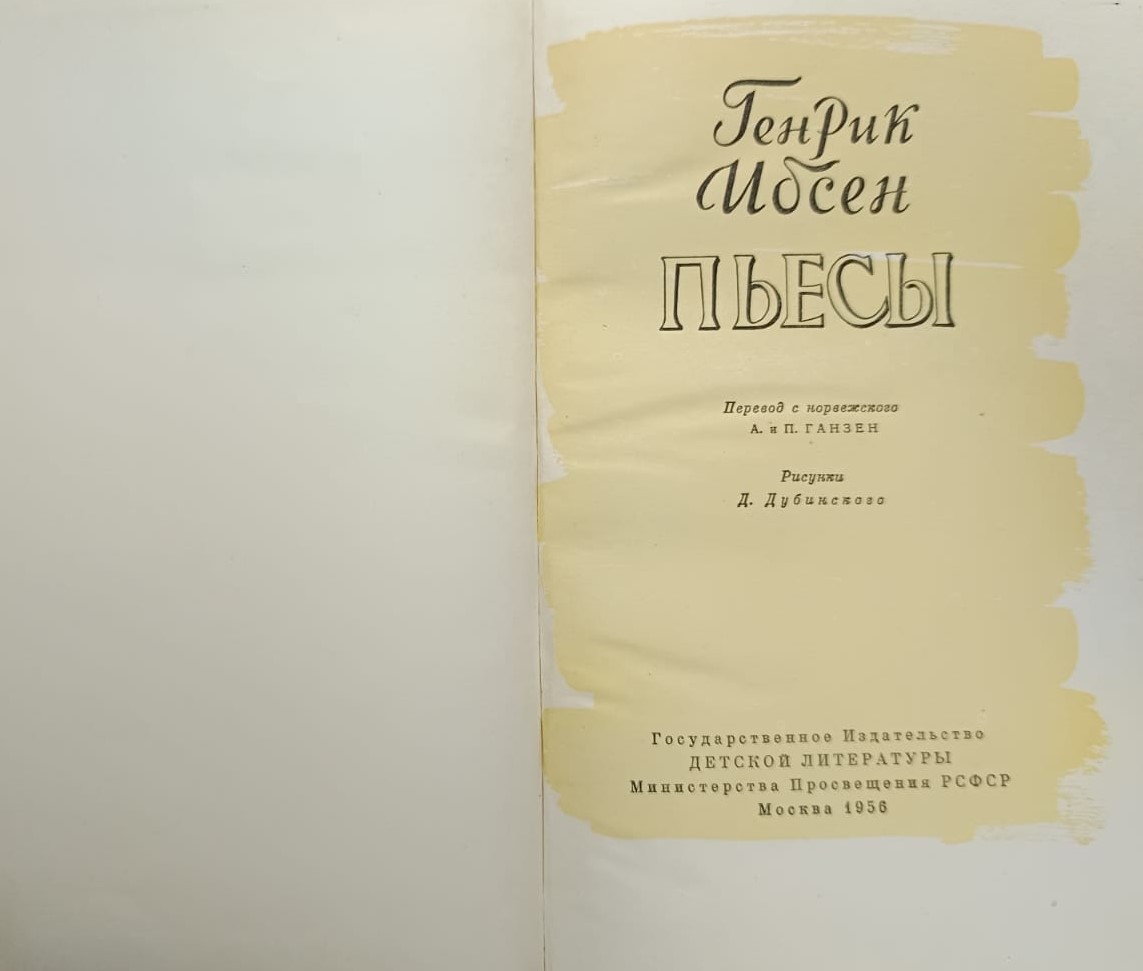 Генрик
Ибсен
ПЬЕСЫ
Перевод с норвежского
А. и П. ГАНЗЕН
Рисунки
Д. Дубинского
Государственное Издательство
ДЕТСКОЙ ЛИТЕРАТУРЫ
Министерства Просвещения РСФСР
Москва 1956